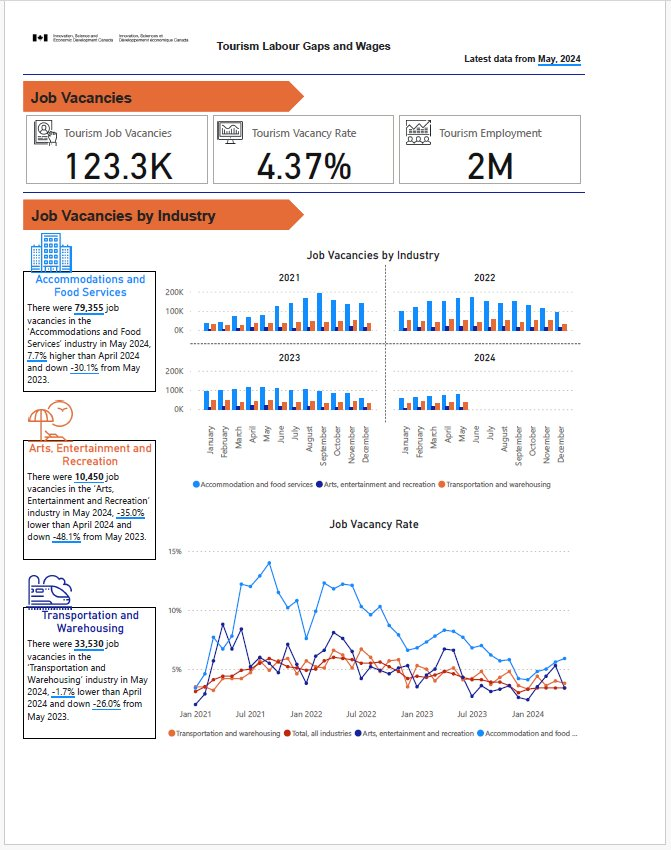 Innovation, Science and
Economic Development Canada
Innovation, Sciences et
Développement économique Canada
Tourism Labour Gaps and Wages
Latest data from May, 2024
Job Vacancies
Tourism Job Vacancies
123.3K
Tourism Vacancy Rate
4.37%
Tourism Employment
2M
Job Vacancies by Industry
Accommodations and
Food Services
There were 79,355 job
vacancies in the
'Accommodations and Food
Services' industry in May 2024,
7.7% higher than April 2024
and down -30.1% from May
2023.
Arts, Entertainment and
Recreation
There were 10,450 job
vacancies in the 'Arts,
Entertainment and Recreation'
industry in May 2024, -35.0%
lower than April 2024 and
down -48.1% from May 2023.
Transportation and
Warehousing
There were 33,530 job
vacancies in the
'Transportation and
Warehousing' industry in May
2024, -1.7% lower than April
2024 and down -26.0% from
May 2023.
Job Vacancies by Industry
2021
2022
200K
100K
0K
2023
2024
200K
100K
0K
January
February
March
April
May
June
July
August
September
October
November
December
January
February
March
April
May
June
July
August
September
October
November
December
Accommodation and food services Arts, entertainment and recreation Transportation and warehousing
Job Vacancy Rate
15%
10%
5%
Jan 2021 Jul 2021 Jan 2022 Jul 2022 Jan 2023 Jul 2023 Jan 2024
Transportation and warehousing Total, all industries Arts, entertainment and recreation Accommodation and food ...